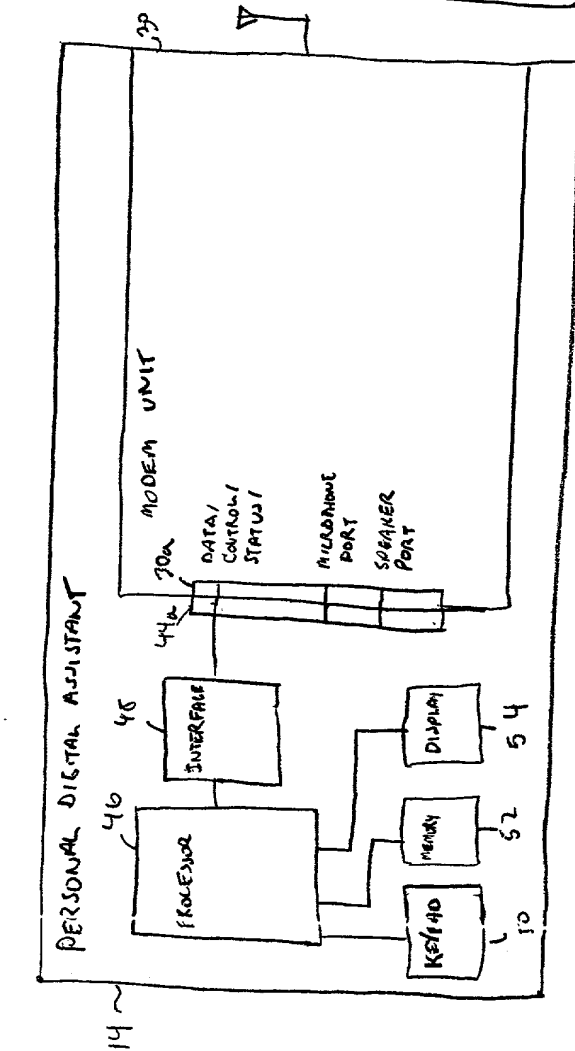 PERSONAL DIGITAL ASSISTANT
14
30
MODEM UNIT
46
PROCESSOR
48
INTERFACE
44a
30a
DATA/
CONTROL/
STATUS/
MICROPHONE
PORT
SPEAKER
PORT
KEYPAD
50
MEMORY
52
DISPLAY
54